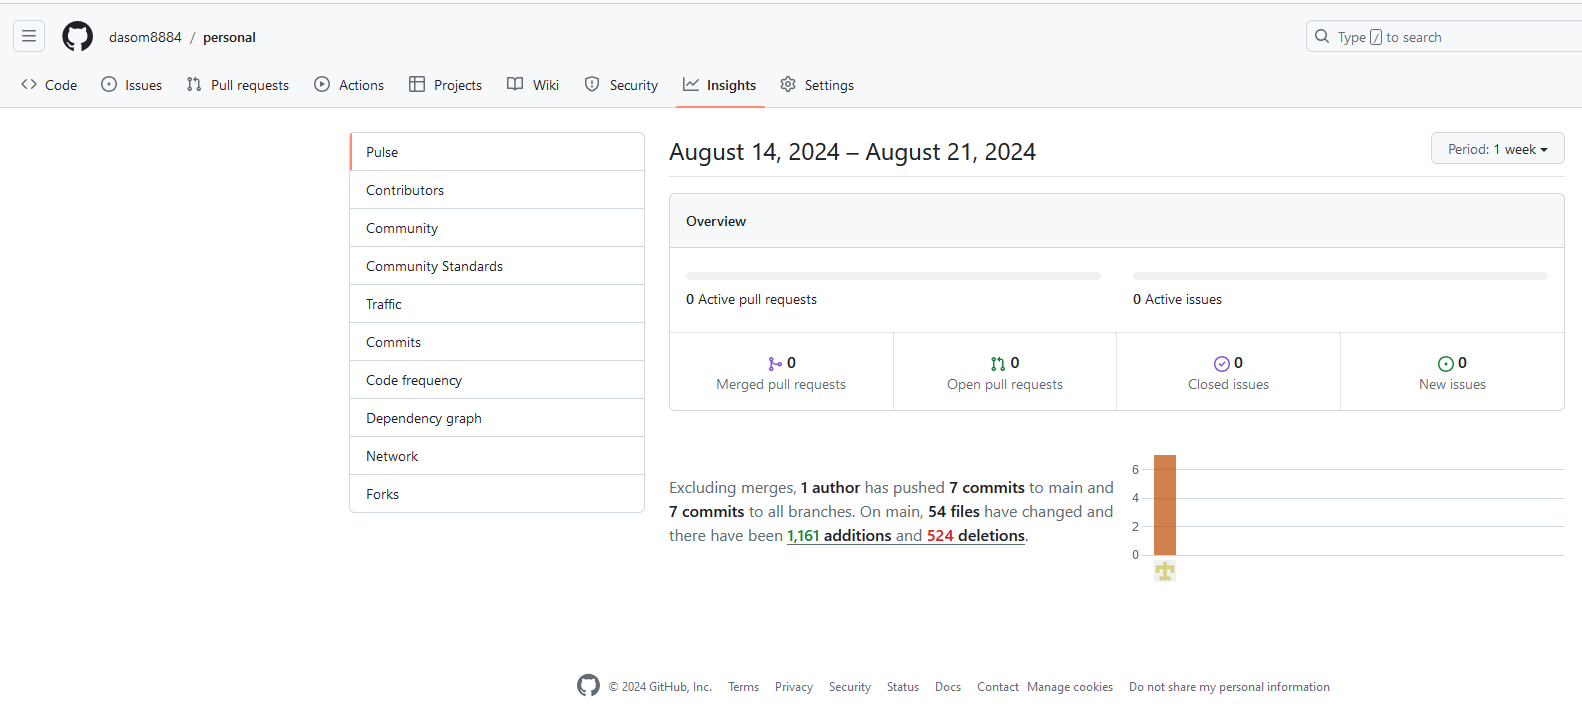 dasom8884 / personal
Type / to search
Code Issues Pull requests Actions Projects Wiki Security Insights Settings
Pulse
Contributors
Community
Community Standards
Traffic
Commits
Code frequency
Dependency graph
Network
Forks
August 14, 2024 – August 21, 2024
Period: 1 week
Overview
0 Active pull requests
0 Active issues
0
Merged pull requests
0
Open pull requests
0
Closed issues
0
New issues
Excluding merges, 1 author has pushed 7 commits to main and
7 commits to all branches. On main, 54 files have changed and
there have been 1,161 additions and 524 deletions.
6
4
2
0
© 2024 GitHub, Inc. Terms Privacy Security Status Docs Contact Manage cookies Do not share my personal information